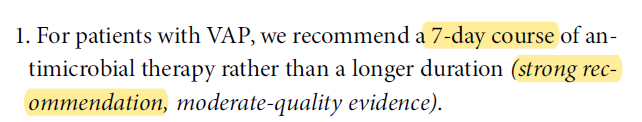 1. For patients with VAP, we recommend a 7-day course of an-
timicrobial therapy rather than a longer duration (strong rec-
ommendation, moderate-quality evidence).